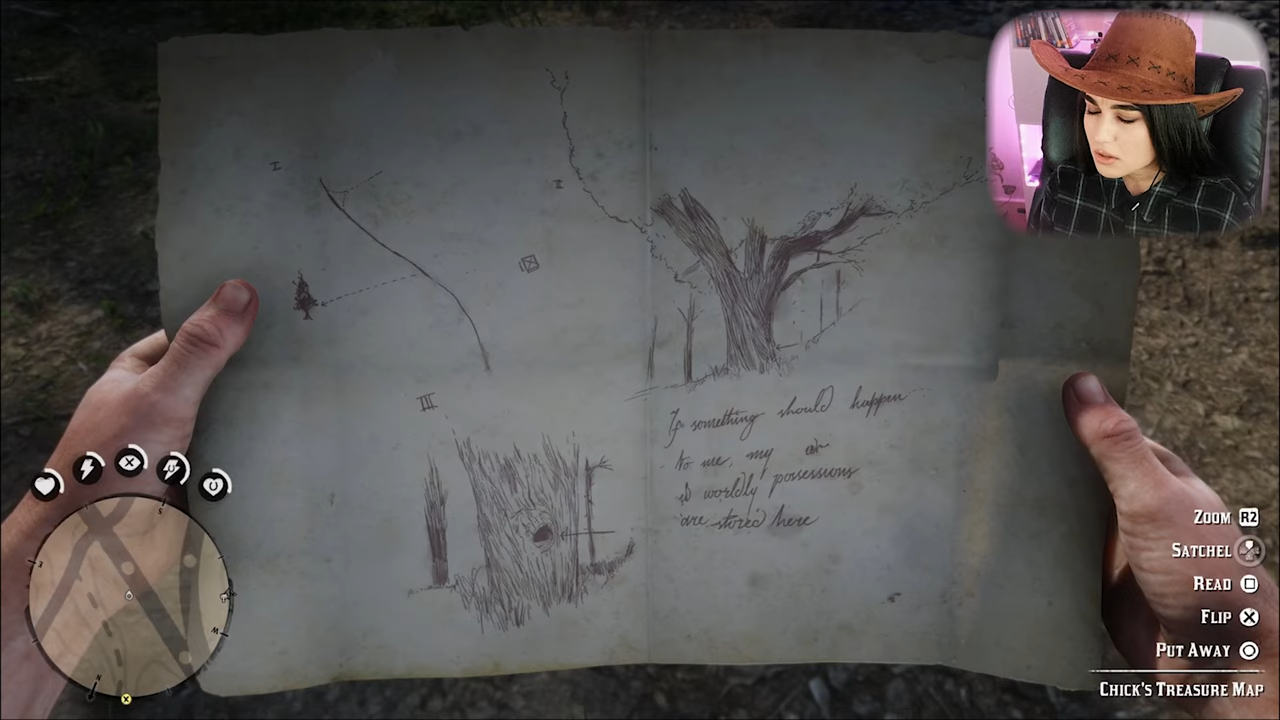 I
I
III
If something should happen
to me, my
worldly possessions
are stored here
ZOOM R2
SATCHEL
READ
FLIP
PUT AWAY
CHICK'S TREASURE MAP